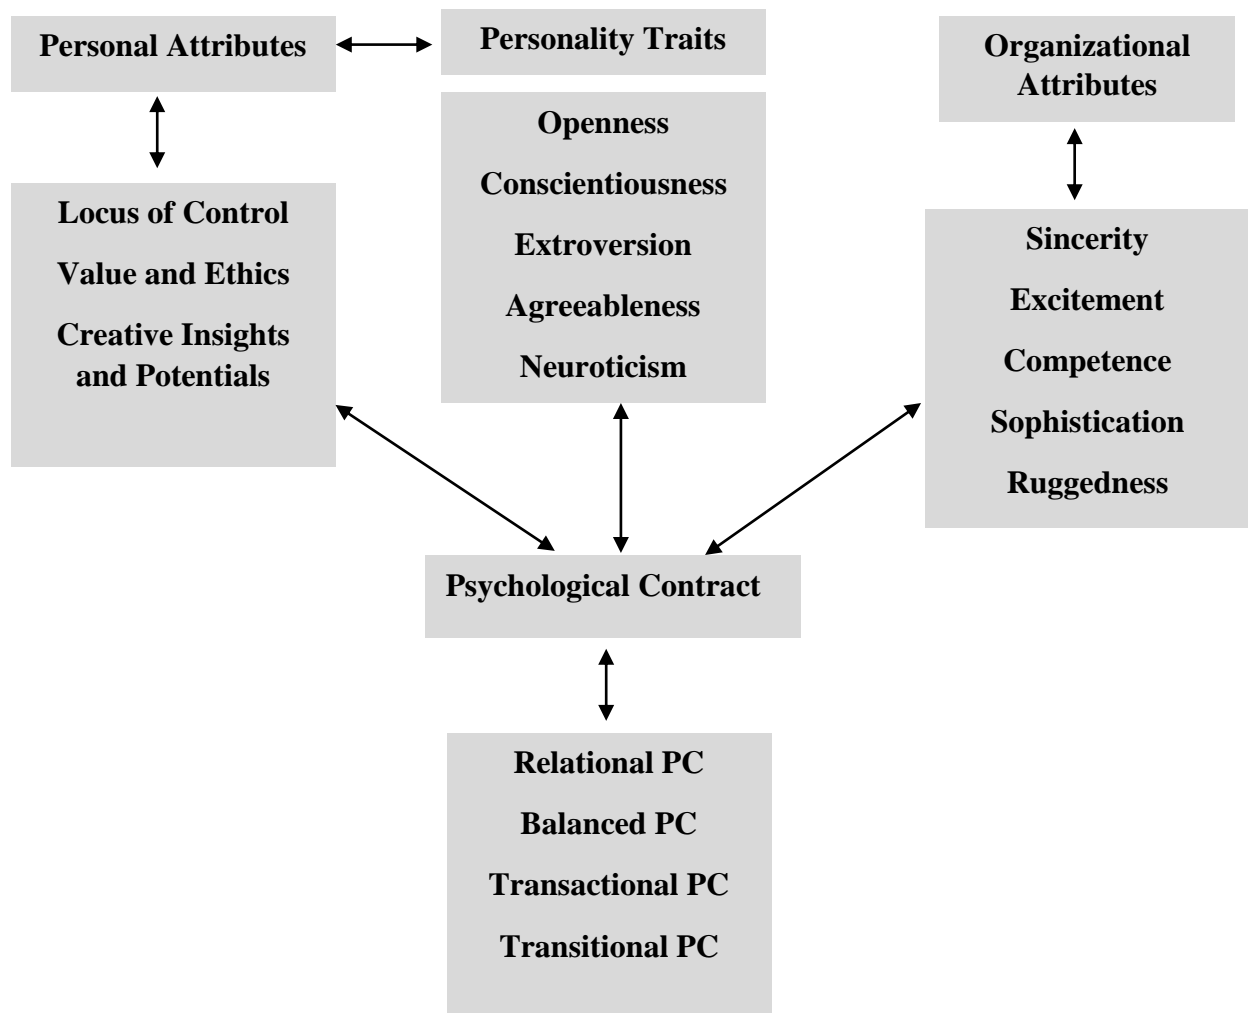 Personal Attributes
Personality Traits
Organizational
Attributes
Openness
Conscientiousness
Extroversion
Agreeableness
Neuroticism
Locus of Control
Value and Ethics
Creative Insights
and Potentials
Sincerity
Excitement
Competence
Sophistication
Ruggedness
Psychological Contract
Relational PC
Balanced PC
Transactional PC
Transitional PC